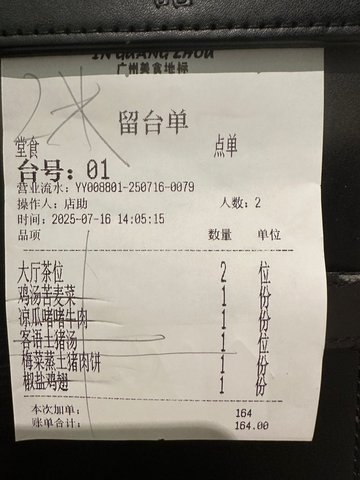 IN GUANGZHOU
广州美食地标
2米
留台单
堂食 点单
台号: 01
营业流水: YY008801-250716-0079
操作人: 店助 人数: 2
时间: 2025-07-16 14:05:15
品项 数量 单位
大厅茶位 2 位
鸡汤苦麦菜 1 份
凉瓜啫啫牛肉 1 份
客语土猪汤 1 位
梅菜蒸土猪肉饼 1 份
椒盐鸡翅 1 份
本次加单: 164
账单合计: 164.00